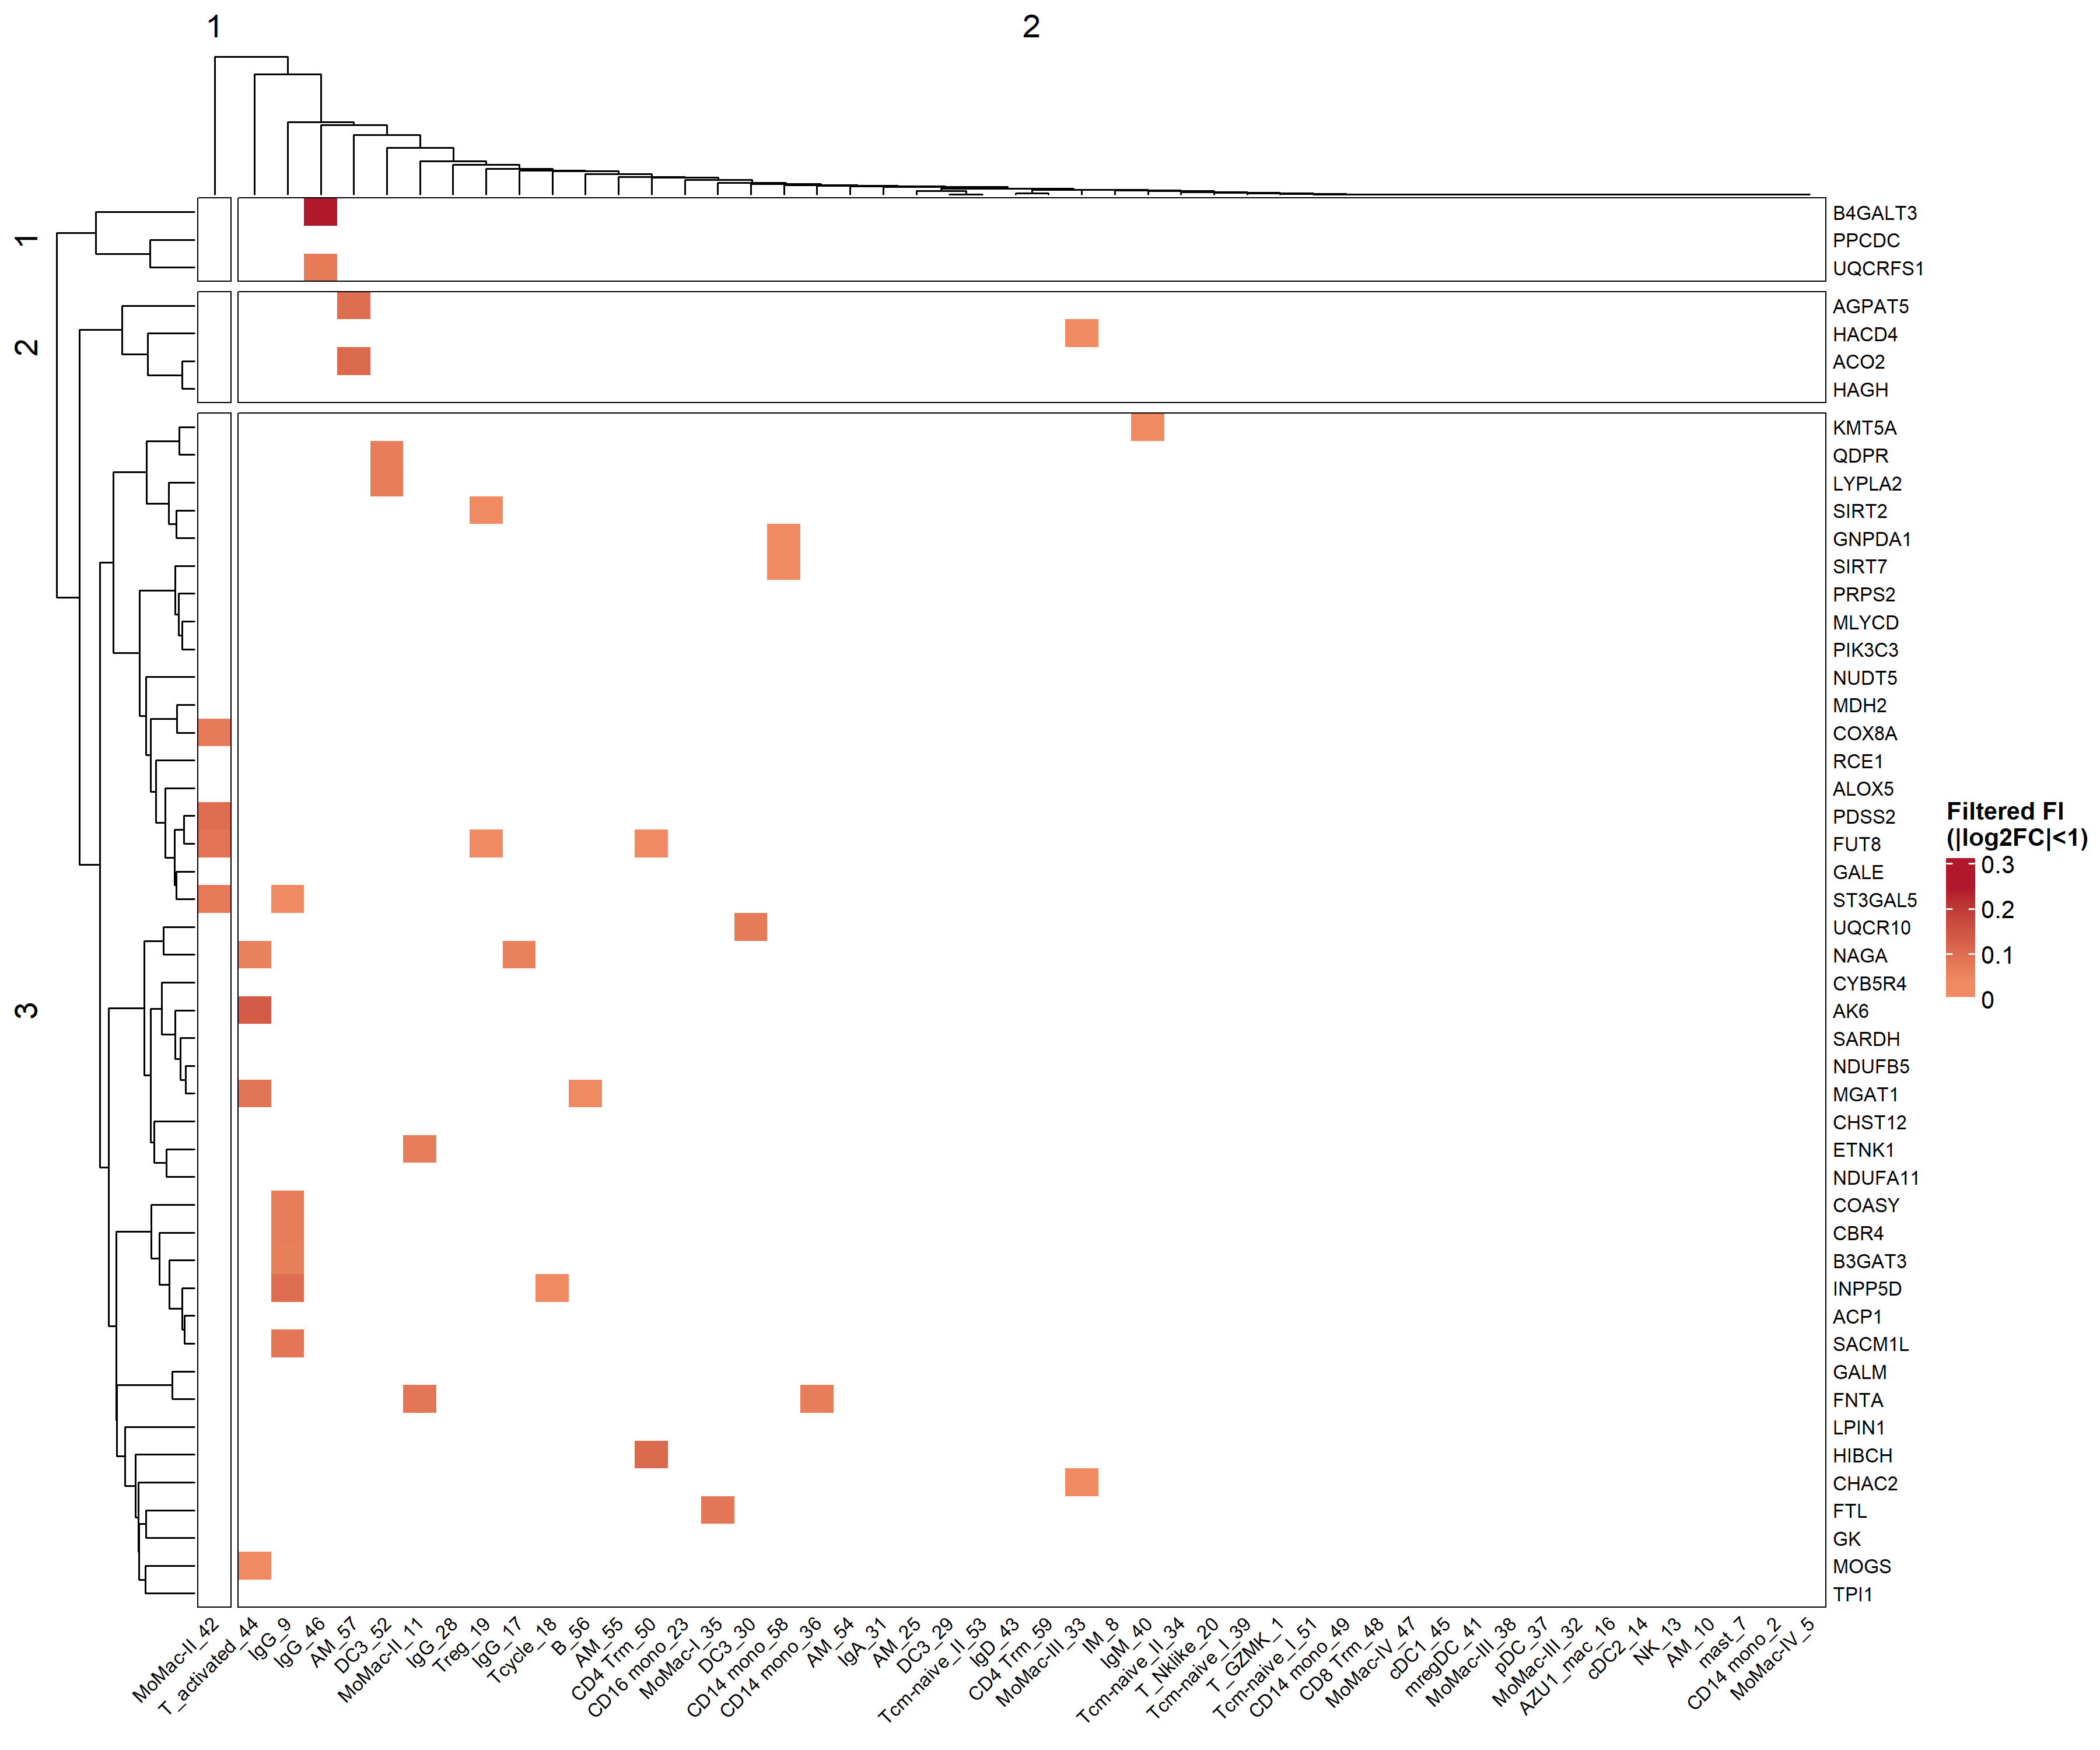 1
2
1
2
3
B4GALT3
PPCDC
UQCRFS1
AGPAT5
HACD4
ACO2
HAGH
KMT5A
QDPR
LYPLA2
SIRT2
GNPDA1
SIRT7
PRPS2
MLYCD
PIK3C3
NUDT5
MDH2
COX8A
RCE1
ALOX5
PDSS2
FUT8
GALE
ST3GAL5
UQCR10
NAGA
CYB5R4
AK6
SARDH
NDUFB5
MGAT1
CHST12
ETNK1
NDUFA11
COASY
CBR4
B3GAT3
INPP5D
ACP1
SACM1L
GALM
FNTA
LPIN1
HIBCH
CHAC2
FTL
GK
MOGS
TPI1
Filtered FI
(|log2FC|<1)
0.3
0.2
0.1
0
MoMac-II_42
T_activated_44
IgG_9
IgG_46
AM_57
DC3_52
MoMac-II_11
IgG_28
Treg_19
IgG_17
Tcycle_18
B_56
AM_55
CD4 Trm_50
CD16 mono_23
MoMac-I_35
DC3_30
CD14 mono_58
CD14 mono_36
AM_54
IgA_31
AM_25
DC3_29
Tcm-naive_II_53
IgD_43
CD4 Trm_59
MoMac-III_33
IM_8
IgM_40
Tcm-naive_II_34
T_Nklike_20
Tcm-naive_I_39
T_GZMK_1
Tcm-naive_I_51
CD14 mono_49
CD8 Trm_48
MoMac-IV_47
cDC1_45
mregDC_41
MoMac-III_38
pDC_37
MoMac-III_32
AZU1_mac_16
cDC2_14
NK_13
AM_10
mast_7
CD14 mono_2
MoMac-IV_5